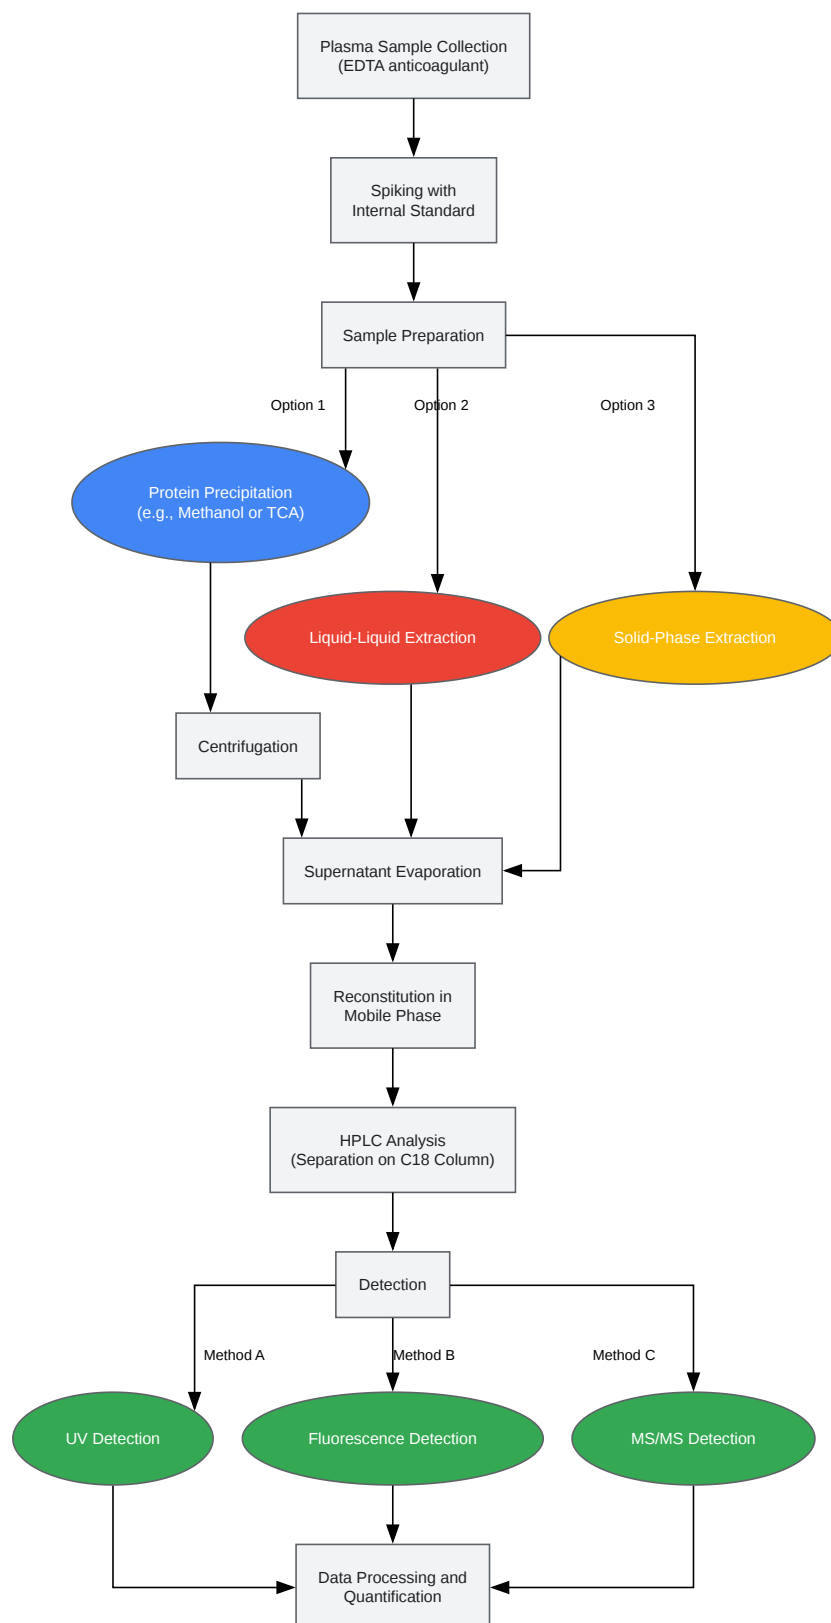 Plasma Sample Collection
(EDTA anticoagulant)
Spiking with
Internal Standard
Sample Preparation
Option 1
Option 2
Option 3
Protein Precipitation
(e.g., Methanol or TCA)
Liquid-Liquid Extraction
Solid-Phase Extraction
Centrifugation
Supernatant Evaporation
Reconstitution in
Mobile Phase
HPLC Analysis
(Separation on C18 Column)
Detection
Method A
Method B
Method C
UV Detection
Fluorescence Detection
MS/MS Detection
Data Processing and
Quantification